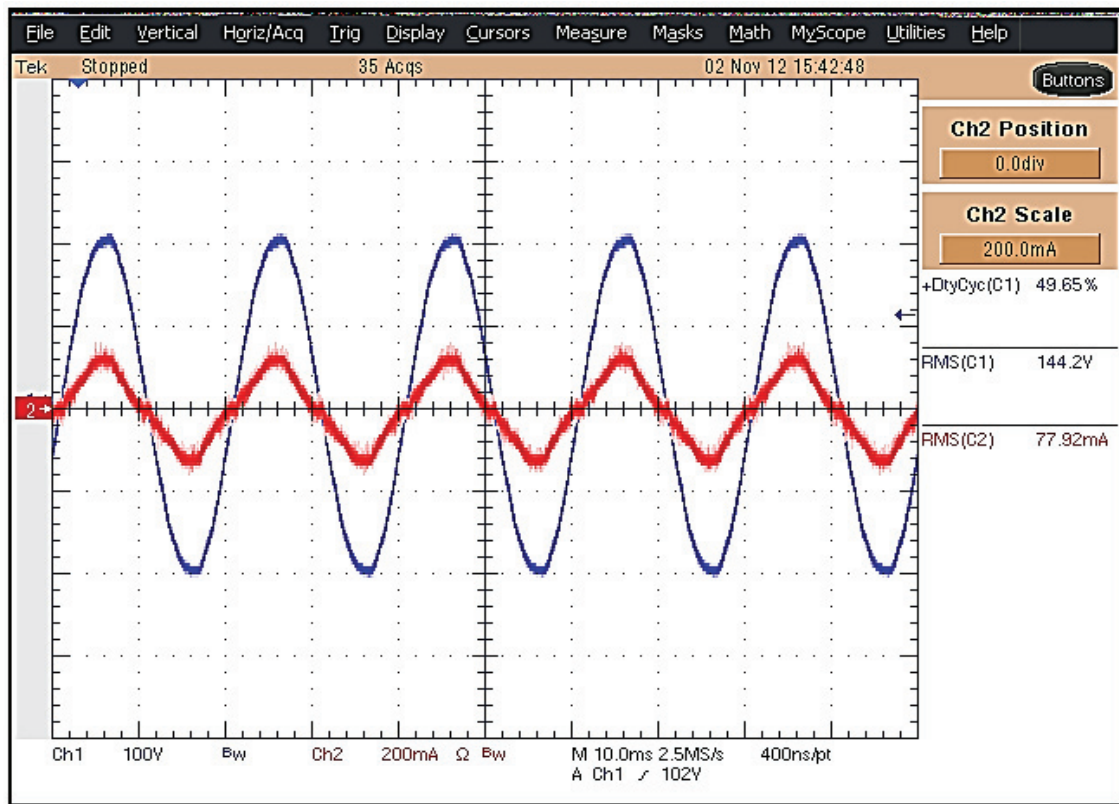 File Edit Vertical Horiz/Acq Trig Display Cursors Measure Masks Math MyScope Utilities Help
Tek Stopped 35 Acqs 02 Nov 12 15:42:48
Buttons
Ch2 Position
0.0div
Ch2 Scale
200.0mA
+DtyCyc(C1) 49.65%
RMS(C1) 144.2V
2
RMS(C2) 77.92mA
Ch1 100V Bw Ch2 200mA Ω Bw M 10.0ms 2.5MS/s 400ns/pt
A Ch1 102V